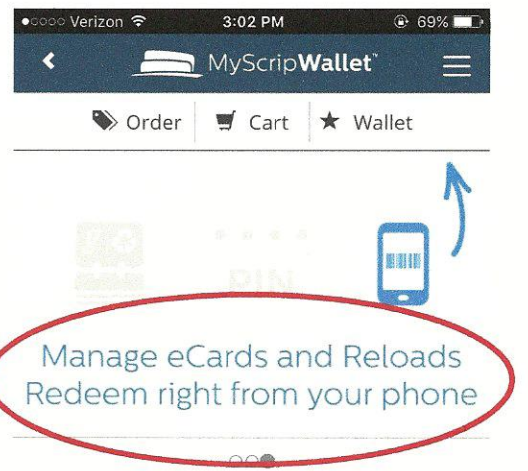 Verizon 3:02 PM 69%
MyScripWallet™
Order Cart Wallet
PIN
Manage eCards and Reloads
Redeem right from your phone